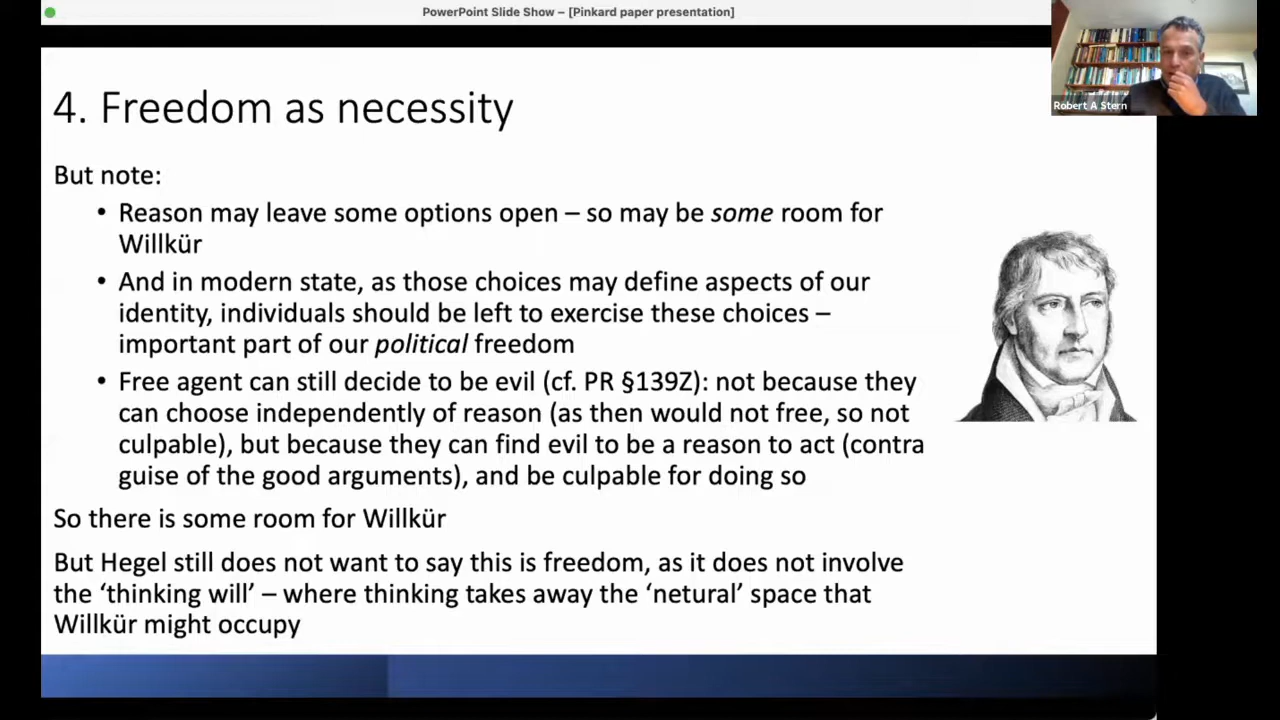 PowerPoint Slide Show – [Pinkard paper presentation]
Robert A Stern
4. Freedom as necessity
But note:
• Reason may leave some options open – so may be some room for
Willkür
• And in modern state, as those choices may define aspects of our
identity, individuals should be left to exercise these choices –
important part of our political freedom
• Free agent can still decide to be evil (cf. PR §139Z): not because they
can choose independently of reason (as then would not free, so not
culpable), but because they can find evil to be a reason to act (contra
guise of the good arguments), and be culpable for doing so
So there is some room for Willkür
But Hegel still does not want to say this is freedom, as it does not involve
the ‘thinking will’ – where thinking takes away the ‘netural’ space that
Willkür might occupy